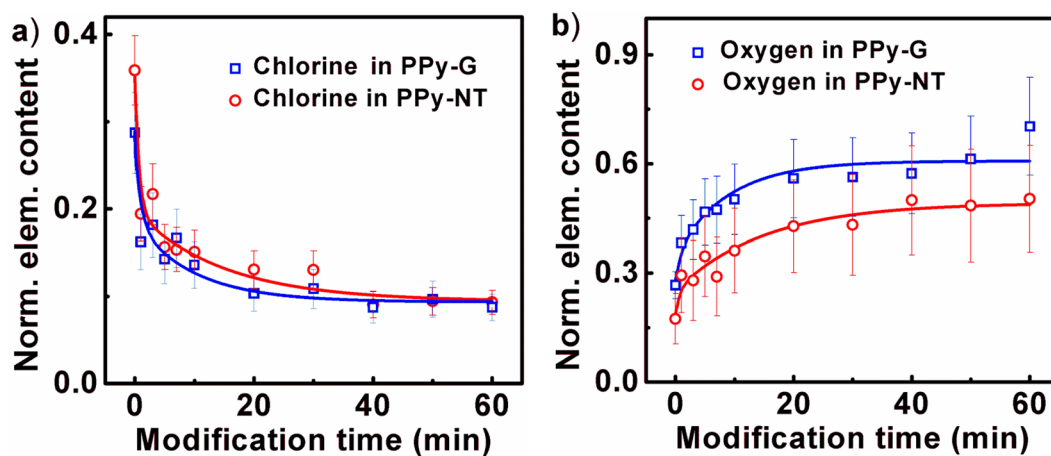 a)
Norm. elem. content
0.4
0.2
0.0
Chlorine in PPy-G
Chlorine in PPy-NT
0 20 40 60
Modification time (min)
b)
Norm. elem. content
0.9
0.6
0.3
0.0
Oxygen in PPy-G
Oxygen in PPy-NT
0 20 40 60
Modification time (min)